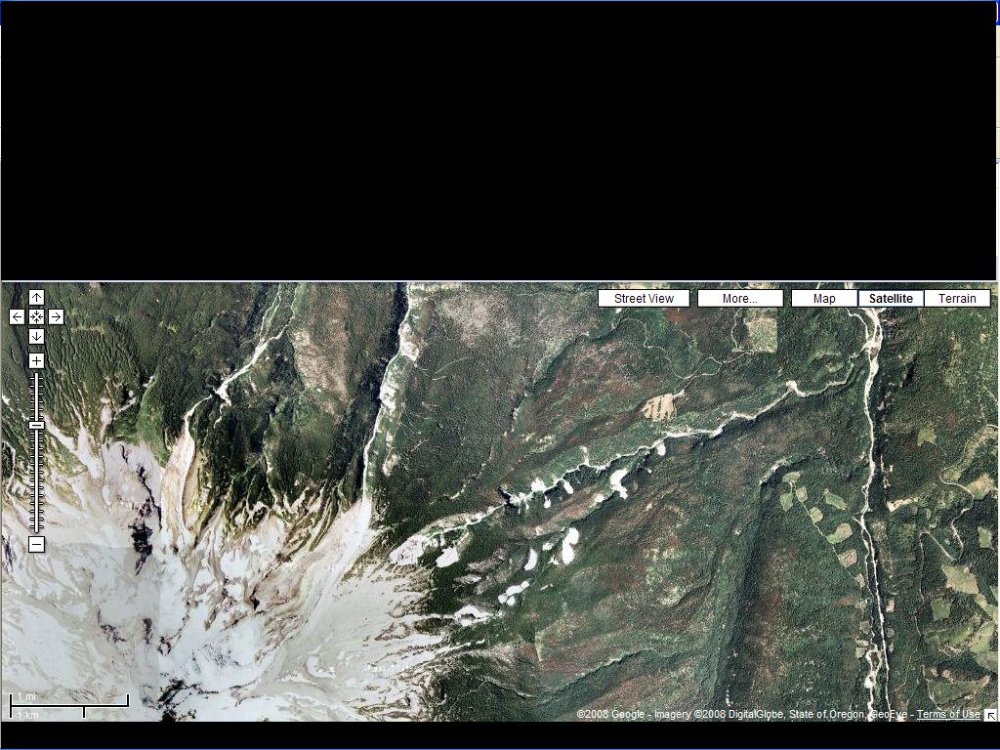 Street View More... Map Satellite Terrain
1 mi
1 km
©2008 Google - Imagery ©2008 DigitalGlobe, State of Oregon, GeoEye - Terms of Use